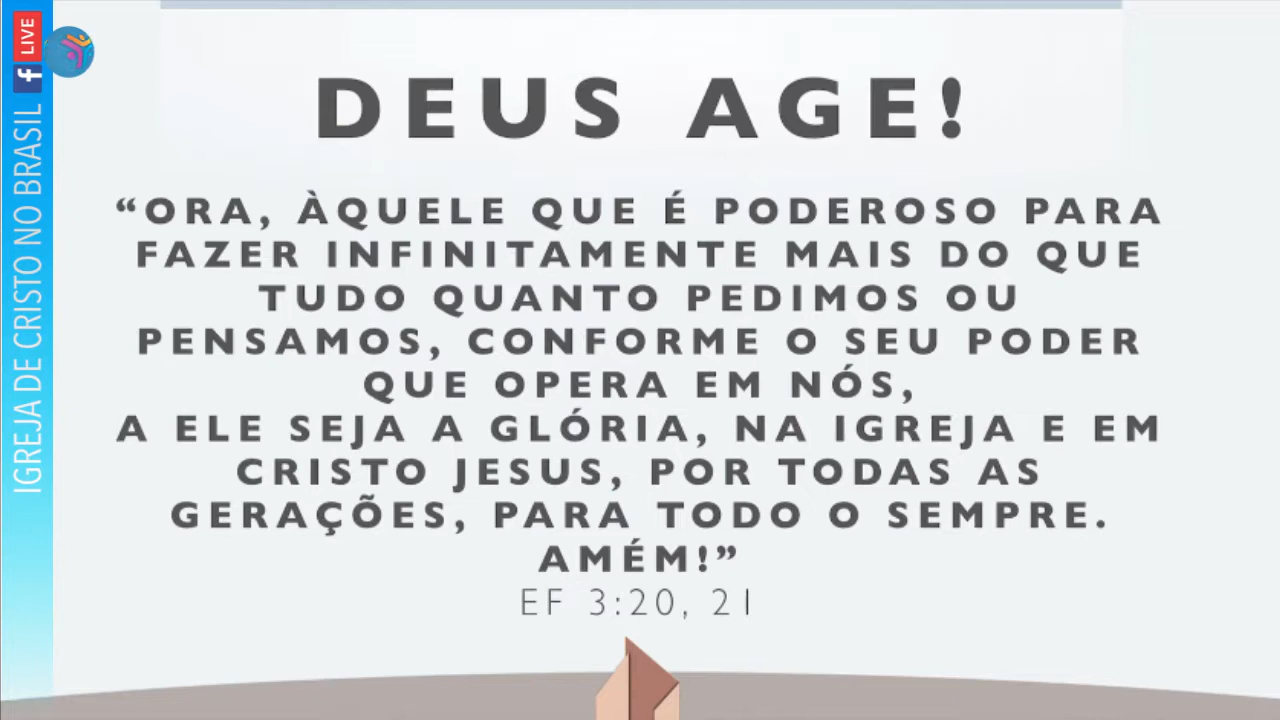 DEUS AGE!
“ORA, ÀQUELE QUE É PODEROSO PARA
FAZER INFINITAMENTE MAIS DO QUE
TUDO QUANTO PEDIMOS OU
PENSAMOS, CONFORME O SEU PODER
QUE OPERA EM NÓS,
A ELE SEJA A GLÓRIA, NA IGREJA E EM
CRISTO JESUS, POR TODAS AS
GERAÇÕES, PARA TODO O SEMPRE.
AMÉM!”
EF 3:20, 21
IGREJA DE CRISTO NO BRASIL
f LIVE